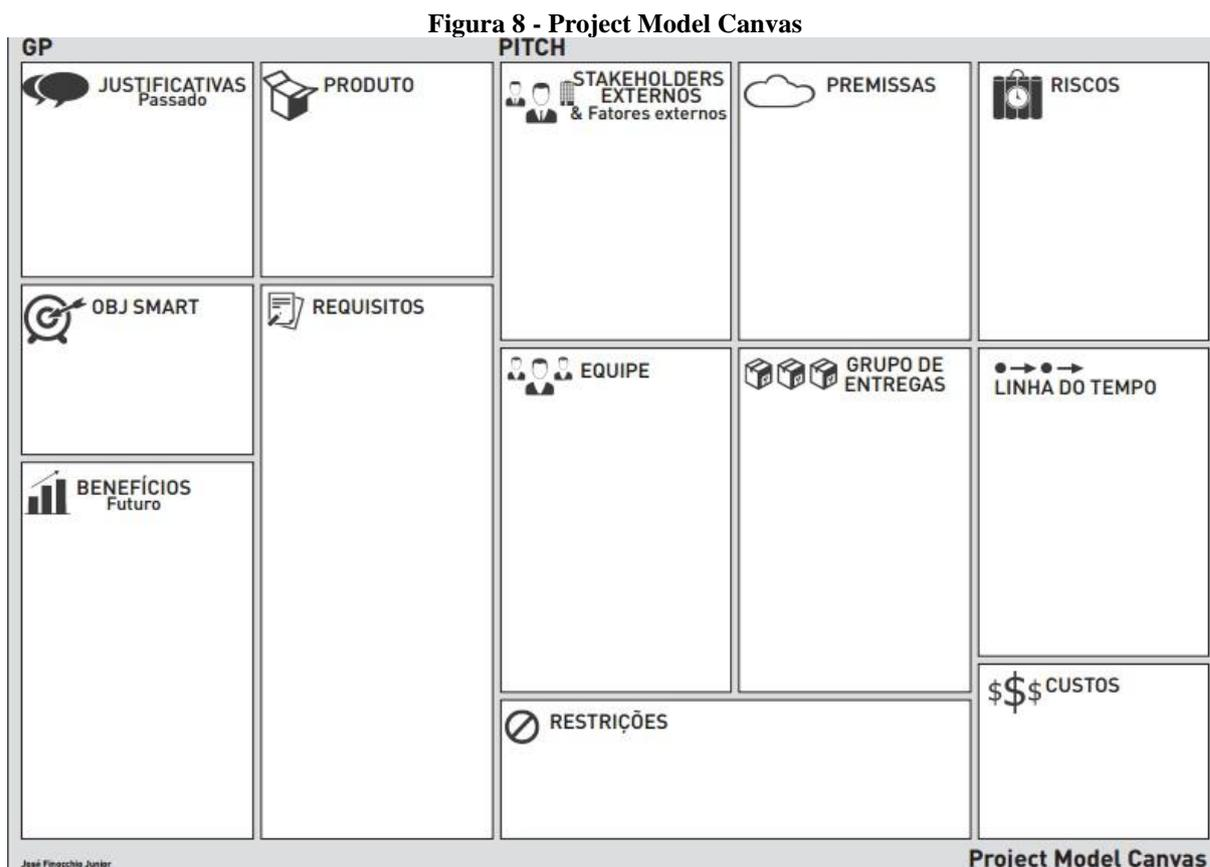 Figura 8 - Project Model Canvas
GP
PITCH
JUSTIFICATIVAS
Passado
PRODUTO
STAKEHOLDERS
EXTERNOS
& Fatores externos
PREMISSAS
RISCOS
OBJ SMART
REQUISITOS
EQUIPE
GRUPO DE
ENTREGAS
LINHA DO TEMPO
BENEFÍCIOS
Futuro
RESTRIÇÕES
$$$ CUSTOS
José Finocchio Junior
Project Model Canvas